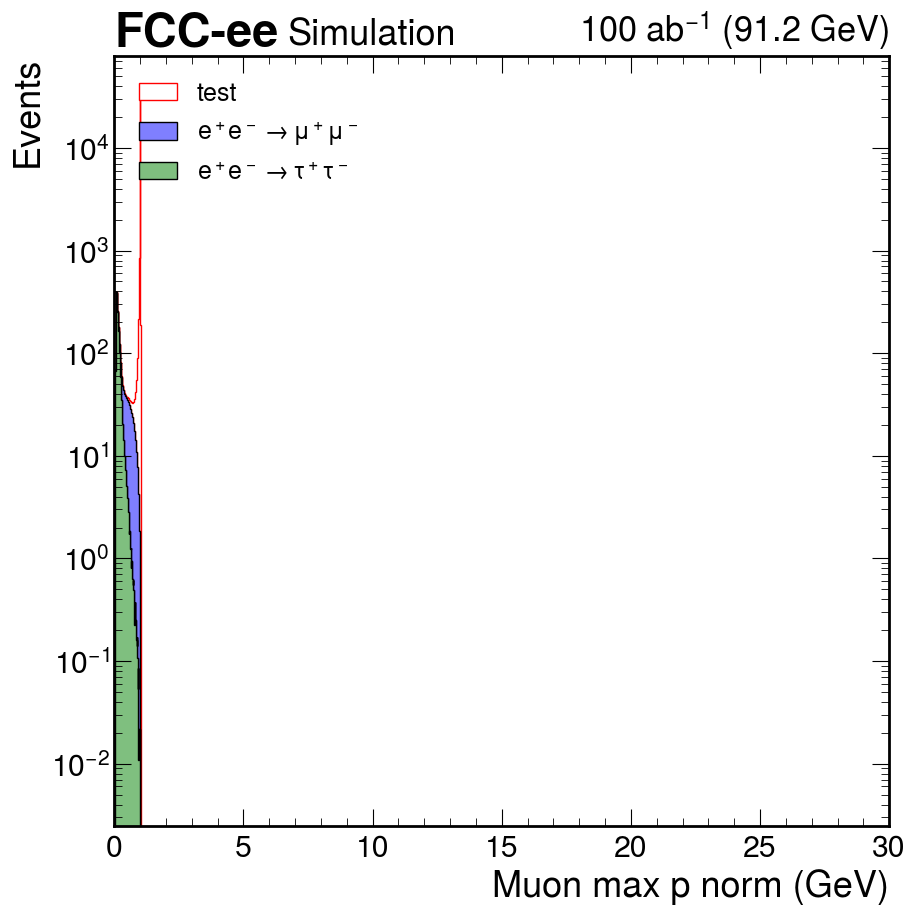 FCC-ee Simulation 100 ab⁻¹ (91.2 GeV)
Events
test
e⁺e⁻ → μ⁺μ⁻
e⁺e⁻ → τ⁺τ⁻
10⁴
10³
10²
10¹
10⁰
10⁻¹
10⁻²
0 5 10 15 20 25 30
Muon max p norm (GeV)